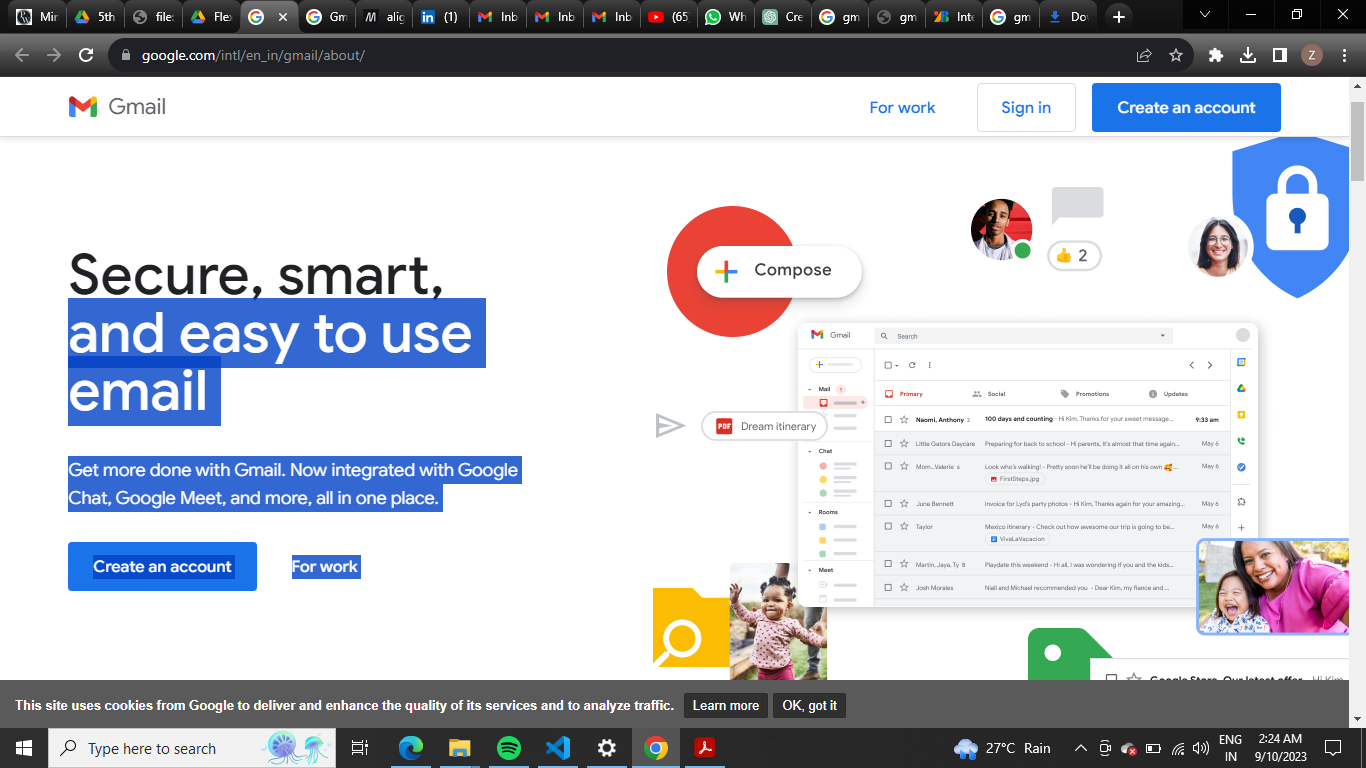 Mir
5th
file:
Flex
Gm
alig
(1)
Inb
Inb
Inb
(65
Wh
Cre
gm
gm
Inte
gm
Do
google.com/intl/en_in/gmail/about/
Z
Gmail
For work
Sign in
Create an account
Secure, smart,
and easy to use
email
Get more done with Gmail. Now integrated with Google
Chat, Google Meet, and more, all in one place.
Create an account
For work
Compose
2
Gmail
Search
Mail 1
Primary
Social
Promotions
Updates
Naomi, Anthony 2
100 days and counting - Hi Kim, Thanks for your sweet message...
9:33 am
PDF Dream itinerary
Little Gators Daycare
Preparing for back to school - Hi parents, It's almost that time again...
May 6
Chat
Mom...Valerie 6
Look who's walking! - Pretty soon he'll be doing it all on his own 🥰...
May 6
FirstSteps.jpg
June Bennett
Invoice for Lyd's party photos - Hi Kim, Thanks again for your amazing...
May 6
Rooms
Taylor
Mexico Itinerary - Check out how awesome our trip is going to be...
May 6
VivaLaVacacion
Martin, Jaya, Ty 8
Playdate this weekend - Hi all, I was wondering if you and the kids...
Meet
Josh Morales
Niall and Michael recommended you - Dear Kim, my fiance and ...
Google Store Our latest offer - Hi Kim
This site uses cookies from Google to deliver and enhance the quality of its services and to analyze traffic.
Learn more
OK, got it
Type here to search
27°C Rain
ENG
IN
2:24 AM
9/10/2023